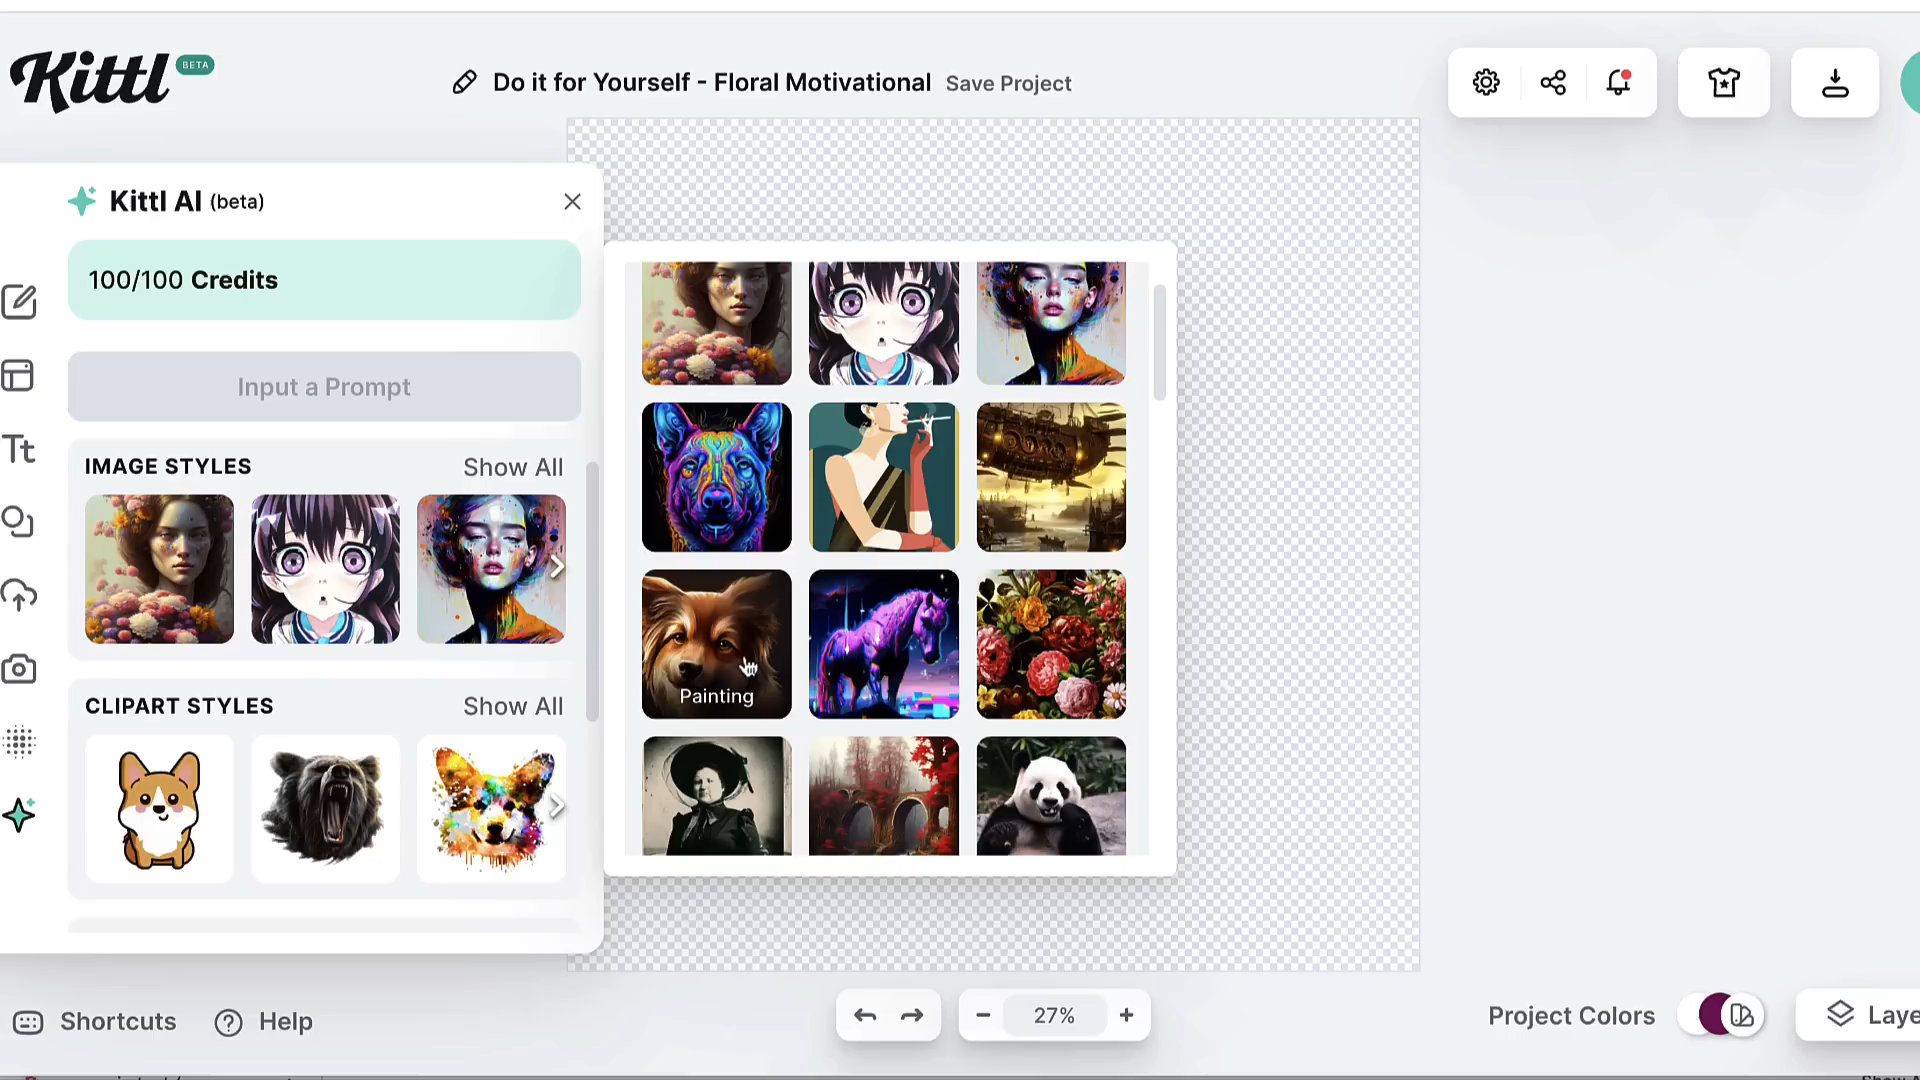 Kittl BETA
Do it for Yourself - Floral Motivational Save Project
Kittl AI (beta)
100/100 Credits
Input a Prompt
Tt
IMAGE STYLES Show All
Painting
CLIPART STYLES Show All
Shortcuts Help
27%
Project Colors
Laye